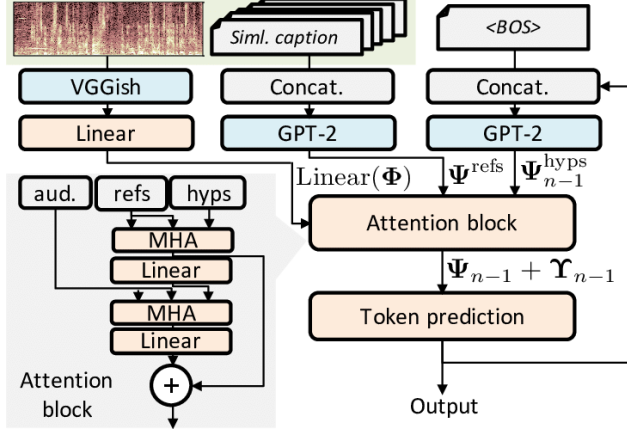 Siml. caption
<BOS>
VGGish
Concat.
Concat.
Linear
GPT-2
GPT-2
Linear(Φ)
Ψ^refs
Ψ^hyps_{n−1}
aud.
refs
hyps
MHA
Linear
MHA
Linear
+
Attention
block
Attention block
Ψ_{n−1} + Υ_{n−1}
Token prediction
Output